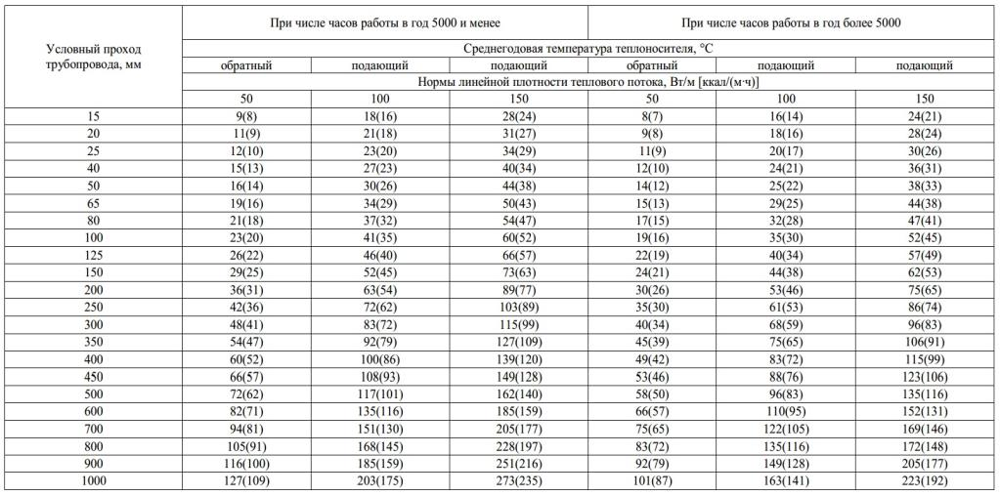 Условный проход трубопровода, мм | При числе часов работы в год 5000 и менее | При числе часов работы в год более 5000
Среднегодовая температура теплоносителя, °С
обратный | подающий | подающий | обратный | подающий | подающий
Нормы линейной плотности теплового потока, Вт/м [ккал/(м·ч)]
50 | 100 | 150 | 50 | 100 | 150
15 | 9(8) | 18(16) | 28(24) | 8(7) | 16(14) | 24(21)
20 | 11(9) | 21(18) | 31(27) | 9(8) | 18(16) | 28(24)
25 | 12(10) | 23(20) | 34(29) | 11(9) | 20(17) | 30(26)
40 | 15(13) | 27(23) | 40(34) | 12(10) | 24(21) | 36(31)
50 | 16(14) | 30(26) | 44(38) | 14(12) | 25(22) | 38(33)
65 | 19(16) | 34(29) | 50(43) | 15(13) | 29(25) | 44(38)
80 | 21(18) | 37(32) | 54(47) | 17(15) | 32(28) | 47(41)
100 | 23(20) | 41(35) | 60(52) | 19(16) | 35(30) | 52(45)
125 | 26(22) | 46(40) | 66(57) | 22(19) | 40(34) | 57(49)
150 | 29(25) | 52(45) | 73(63) | 24(21) | 44(38) | 62(53)
200 | 36(31) | 63(54) | 89(77) | 30(26) | 53(46) | 75(65)
250 | 42(36) | 72(62) | 103(89) | 35(30) | 61(53) | 86(74)
300 | 48(41) | 83(72) | 115(99) | 40(34) | 68(59) | 96(83)
350 | 54(47) | 92(79) | 127(109) | 45(39) | 75(65) | 106(91)
400 | 60(52) | 100(86) | 139(120) | 49(42) | 83(72) | 115(99)
450 | 66(57) | 108(93) | 149(128) | 53(46) | 88(76) | 123(106)
500 | 72(62) | 117(101) | 162(140) | 58(50) | 96(83) | 135(116)
600 | 82(71) | 135(116) | 185(159) | 66(57) | 110(95) | 152(131)
700 | 94(81) | 151(130) | 205(177) | 75(65) | 122(105) | 169(146)
800 | 105(91) | 168(145) | 228(197) | 83(72) | 135(116) | 172(148)
900 | 116(100) | 185(159) | 251(216) | 92(79) | 149(128) | 205(177)
1000 | 127(109) | 203(175) | 273(235) | 101(87) | 163(141) | 223(192)